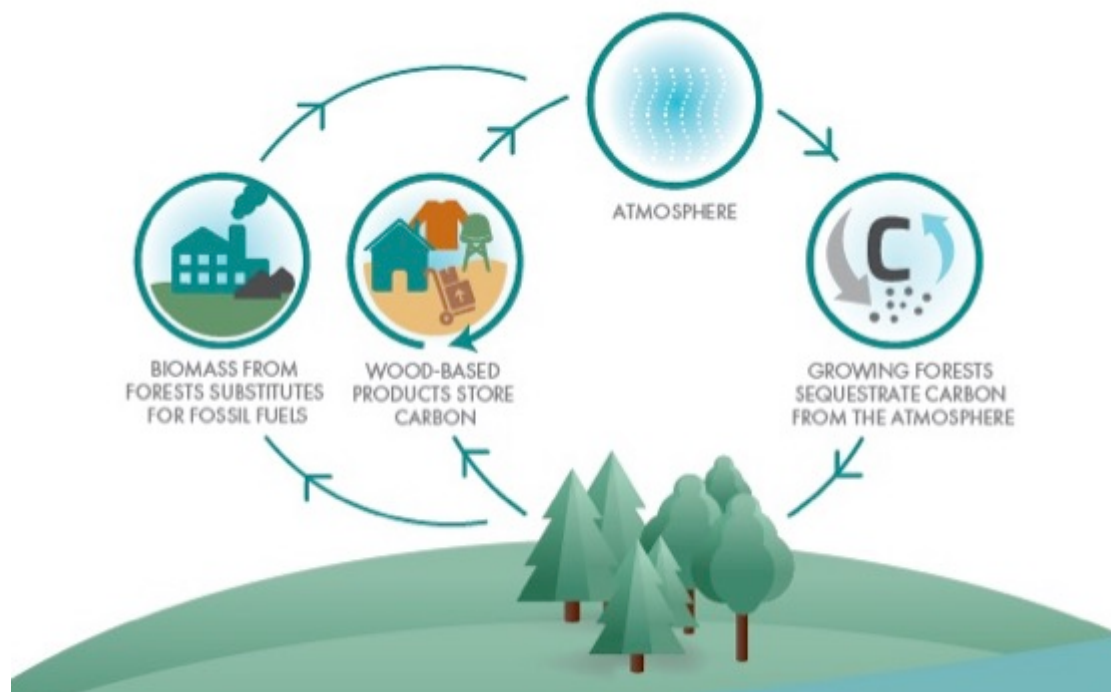 ATMOSPHERE
C
BIOMASS FROM
FORESTS SUBSTITUTES
FOR FOSSIL FUELS
WOOD-BASED
PRODUCTS STORE
CARBON
GROWING FORESTS
SEQUESTRATE CARBON
FROM THE ATMOSPHERE